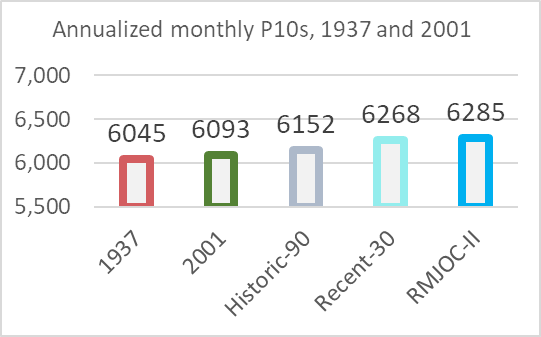 Annualized monthly P10s, 1937 and 2001
7,000
6,500
6,000
5,500
6045
6093
6152
6268
6285
1937
2001
Historic-90
Recent-30
RMJOC-II